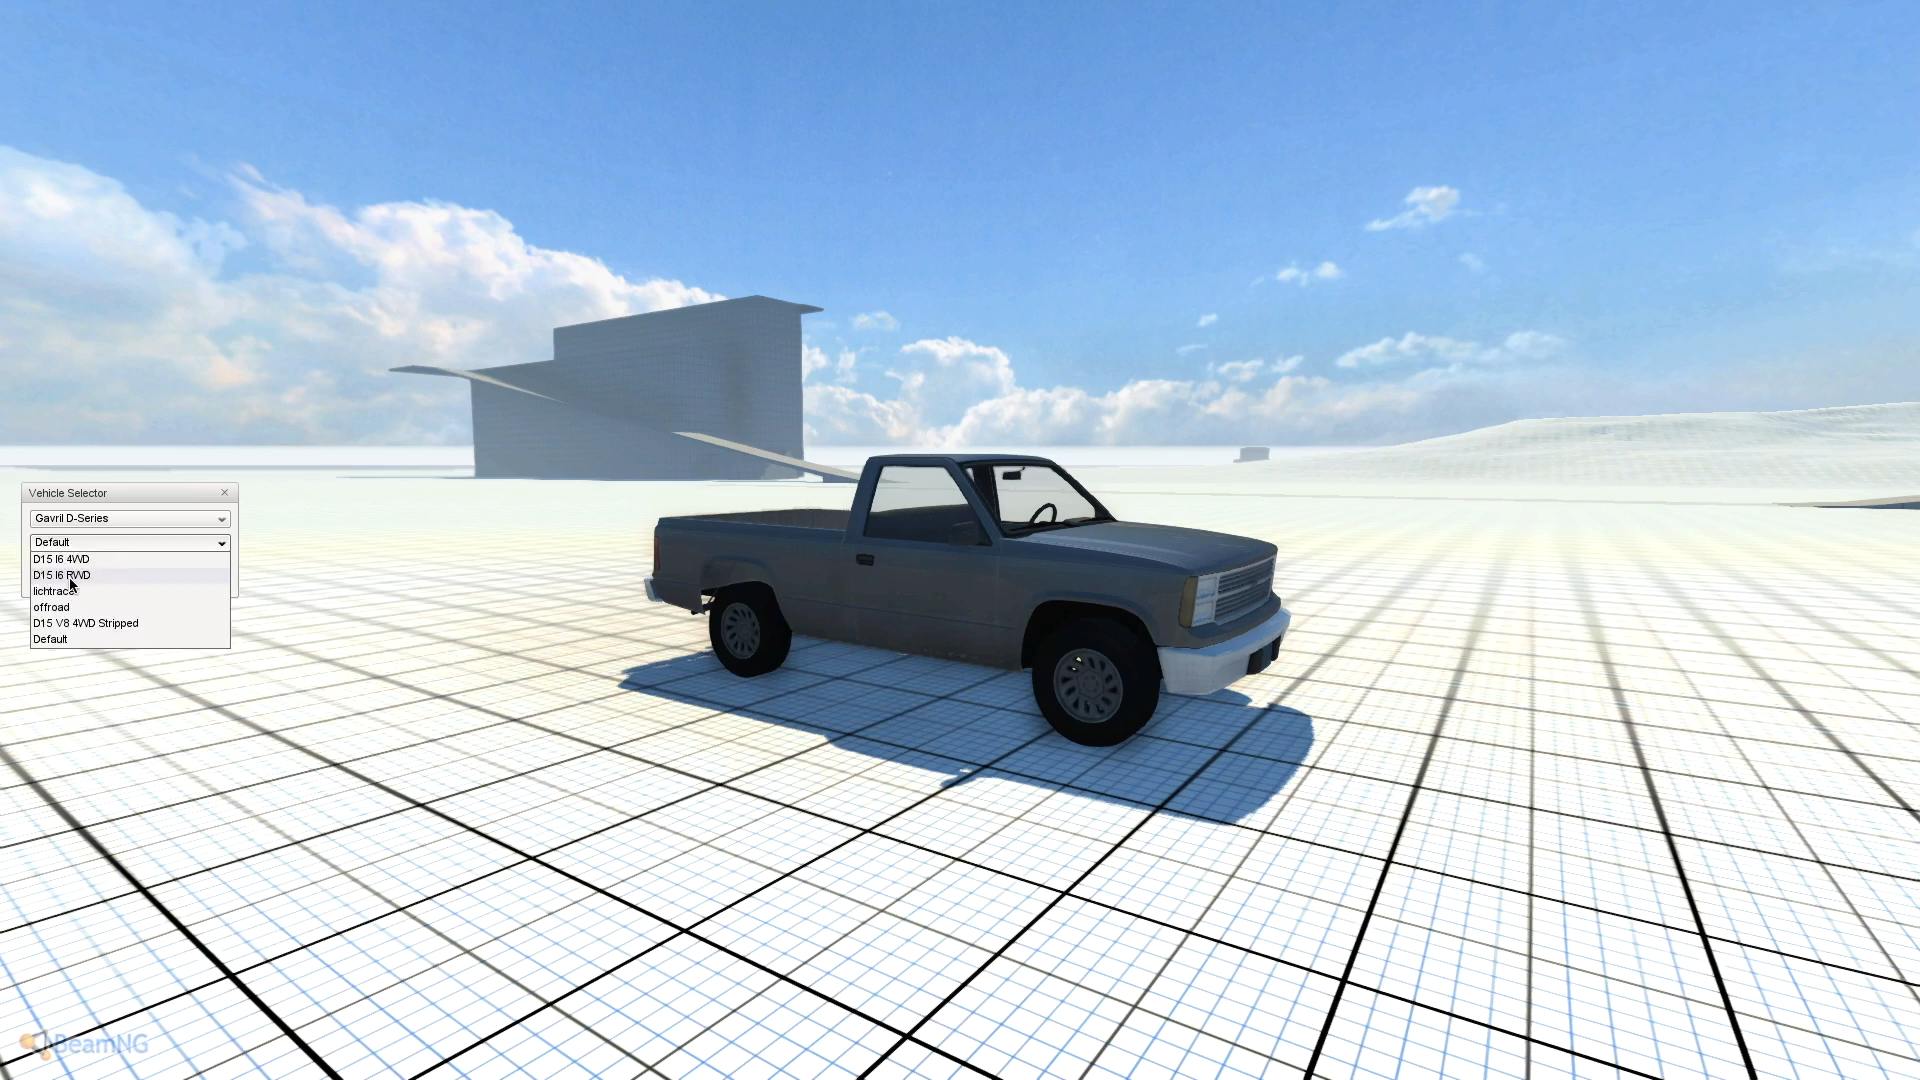 Vehicle Selector
Gavril D-Series
Default
D15 I6 4WD
D15 I6 RWD
lichtrace
offroad
D15 V8 4WD Stripped
Default
BeamNG